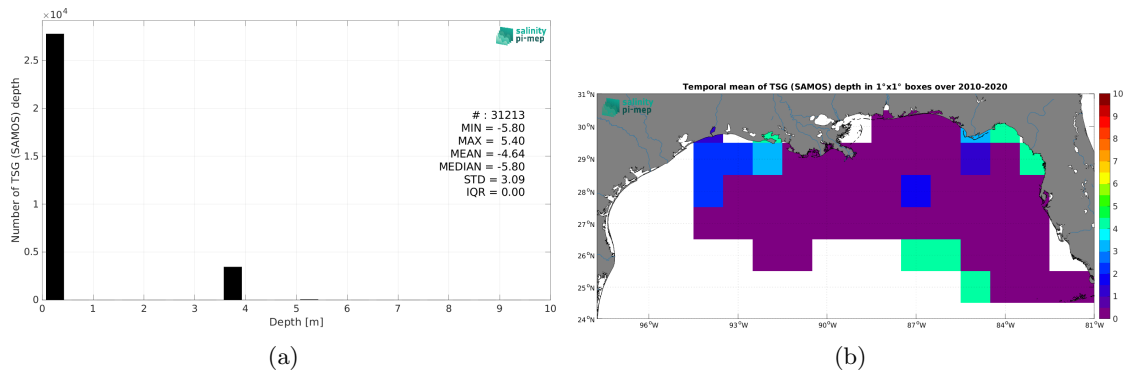 ×10⁴
salinity
pi-mep
2.5
2
1.5
1
0.5
0
Number of TSG (SAMOS) depth
# : 31213
MIN = -5.80
MAX = 5.40
MEAN = -4.64
MEDIAN = -5.80
STD = 3.09
IQR = 0.00
0 1 2 3 4 5 6 7 8 9 10
Depth [m]
(a)
Temporal mean of TSG (SAMOS) depth in 1°x1° boxes over 2010-2020
salinity
pi-mep
31°N
30°N
29°N
28°N
27°N
26°N
25°N
24°N
96°W 93°W 90°W 87°W 84°W 81°W
10
9
8
7
6
5
4
3
2
1
0
(b)